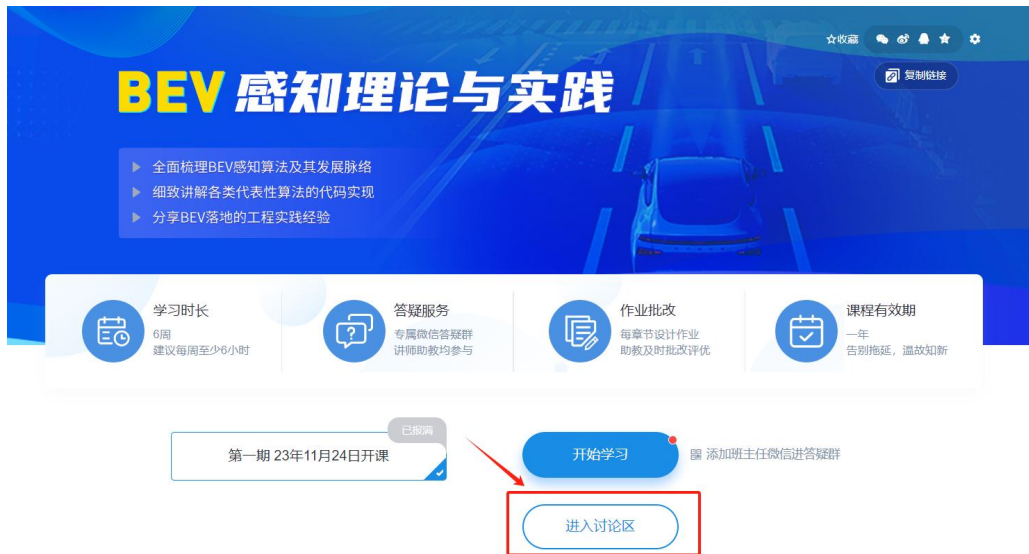 ☆收藏
复制链接
BEV 感知理论与实践
全面梳理BEV感知算法及其发展脉络
细致讲解各类代表性算法的代码实现
分享BEV落地的工程实践经验
学习时长
6周
建议每周至少6小时
答疑服务
专属微信答疑群
讲师助教均参与
作业批改
每章节设计作业
助教及时批改评优
课程有效期
一年
告别拖延，温故知新
已报满
第一期 23年11月24日开课
开始学习
添加班主任微信进答疑群
进入讨论区